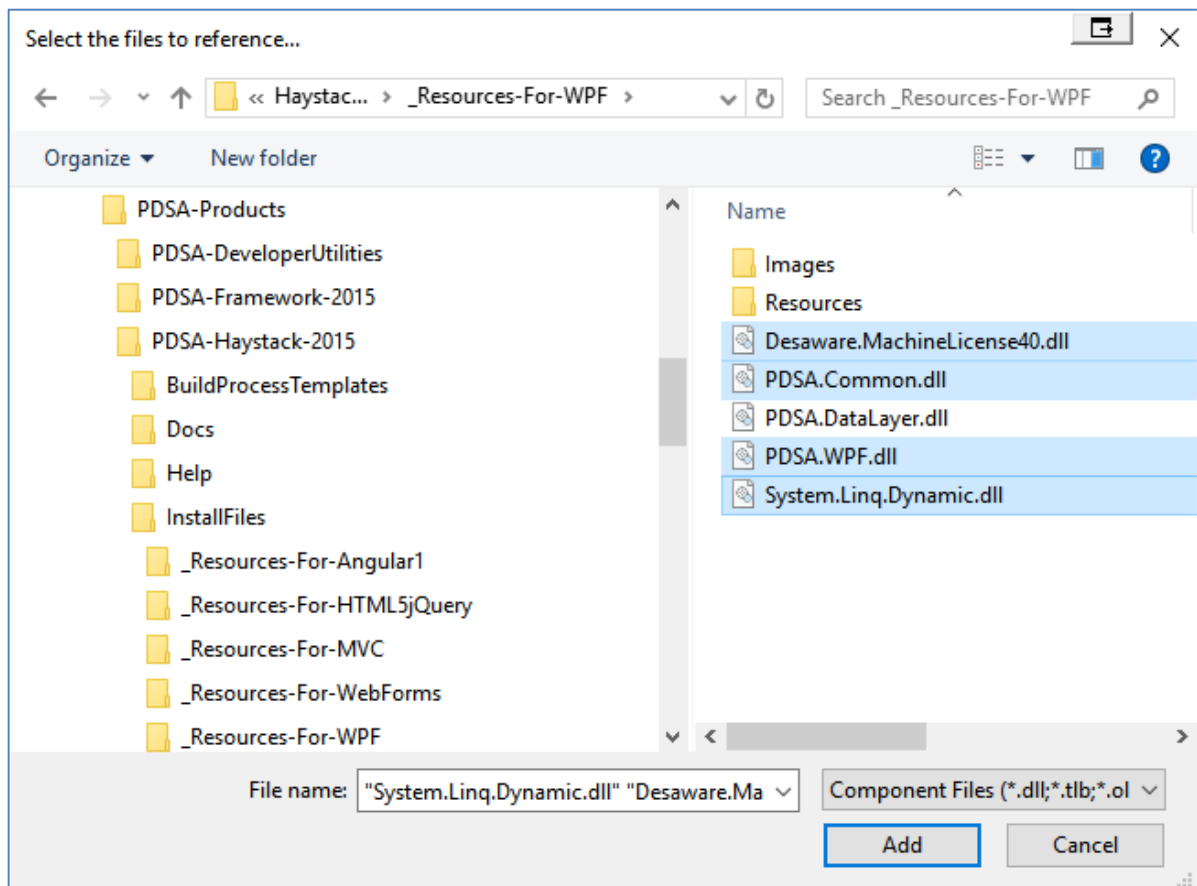 Select the files to reference...
« Haystac... > _Resources-For-WPF >
Search _Resources-For-WPF
Organize
New folder
?
PDSA-Products
PDSA-DeveloperUtilities
PDSA-Framework-2015
PDSA-Haystack-2015
BuildProcessTemplates
Docs
Help
InstallFiles
_Resources-For-Angular1
_Resources-For-HTML5jQuery
_Resources-For-MVC
_Resources-For-WebForms
_Resources-For-WPF
Name
Images
Resources
Desaware.MachineLicense40.dll
PDSA.Common.dll
PDSA.DataLayer.dll
PDSA.WPF.dll
System.Linq.Dynamic.dll
File name: "System.Linq.Dynamic.dll" "Desaware.Ma
Component Files (*.dll;*.tlb;*.ol
Add
Cancel